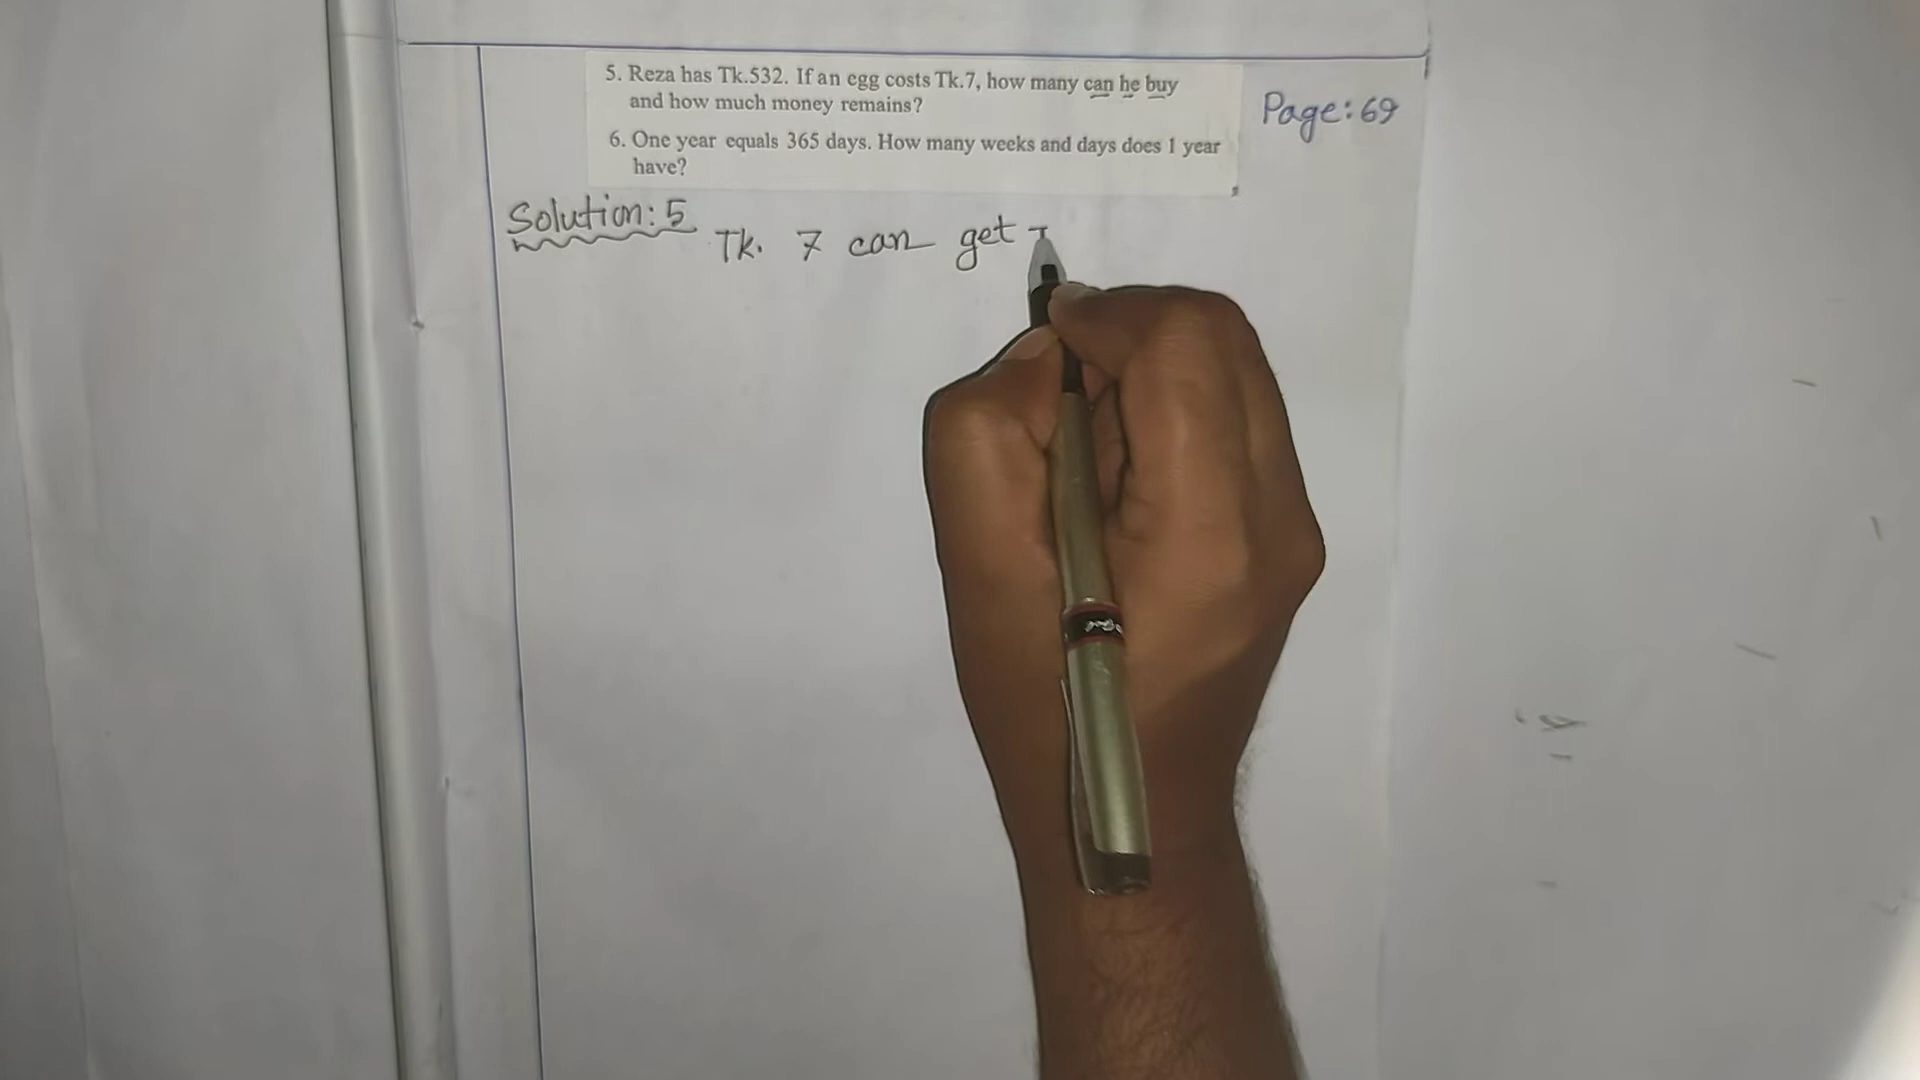 5. Reza has Tk.532. If an egg costs Tk.7, how many can he buy
and how much money remains?
6. One year equals 365 days. How many weeks and days does 1 year
have?
Page:69
Solution:5
Tk. 7 can get